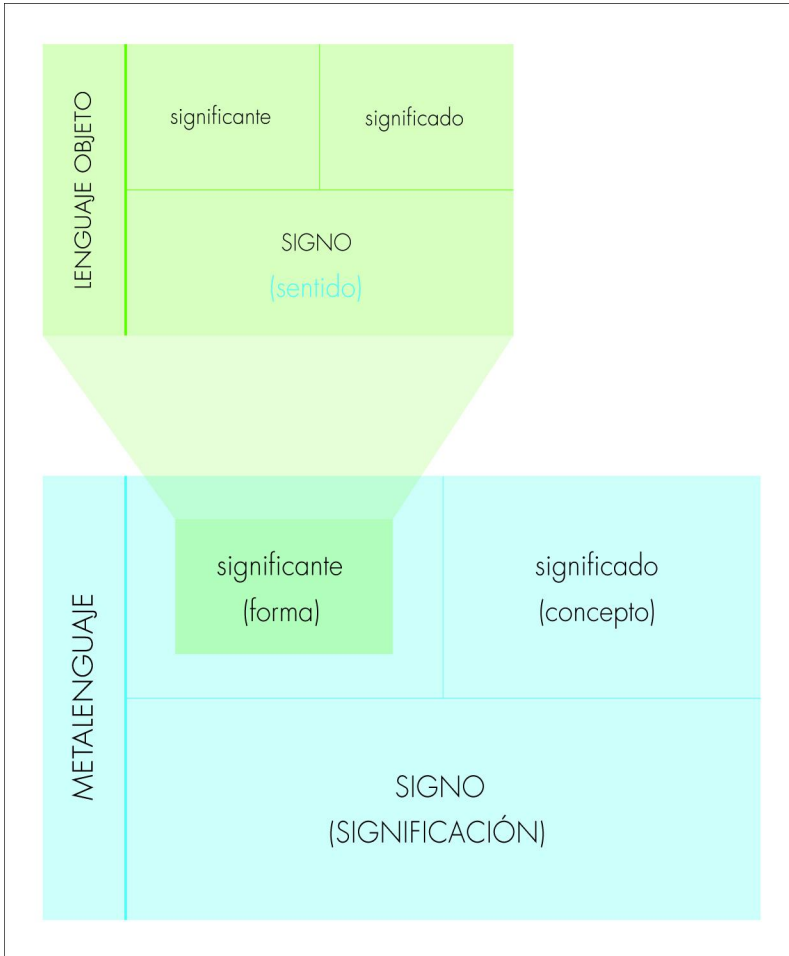 LENGUAJE OBJETO
significante
significado
SIGNO
(sentido)
METALENGUAJE
significante
(forma)
significado
(concepto)
SIGNO
(SIGNIFICACIÓN)